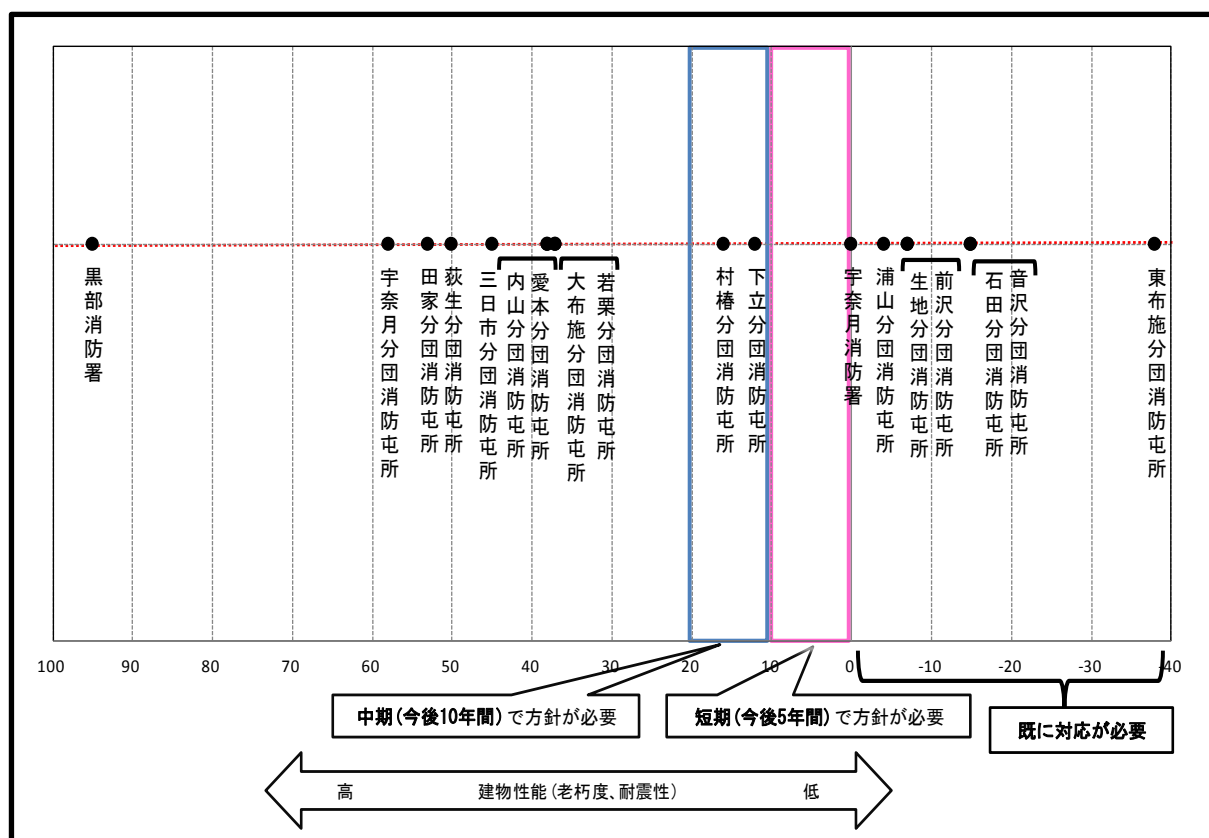 黒部消防署
宇奈月分団消防屯所
田家分団消防屯所
荻生分団消防屯所
三日市分団消防屯所
内山分団消防屯所
愛本分団消防屯所
大布施分団消防屯所
若栗分団消防屯所
村椿分団消防屯所
下立分団消防屯所
宇奈月消防署
浦山分団消防屯所
生地分団消防屯所
前沢分団消防屯所
石田分団消防屯所
音沢分団消防屯所
東布施分団消防屯所
100 90 80 70 60 50 40 30 20 10 0 -10 -20 -30 -40
中期(今後10年間)で方針が必要
短期(今後5年間)で方針が必要
既に対応が必要
高 建物性能(老朽度、耐震性) 低